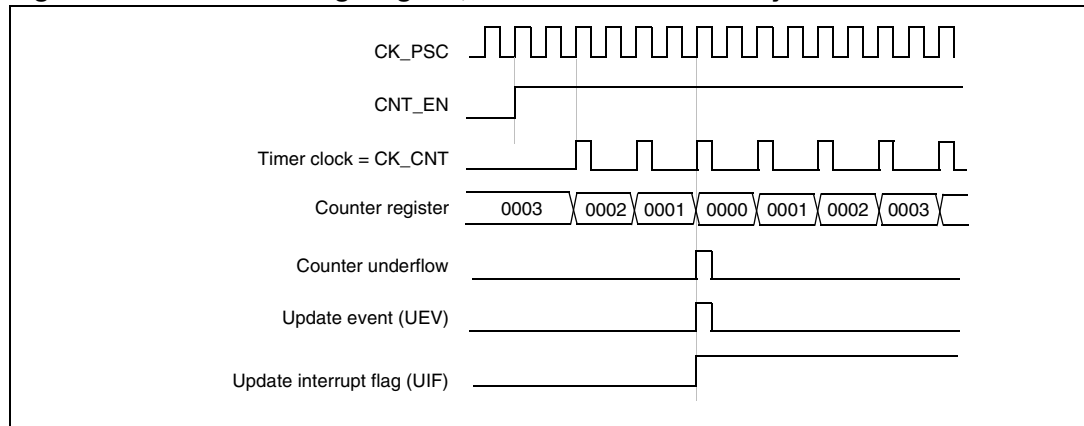 CK_PSC
CNT_EN
Timer clock = CK_CNT
Counter register 0003 0002 0001 0000 0001 0002 0003
Counter underflow
Update event (UEV)
Update interrupt flag (UIF)